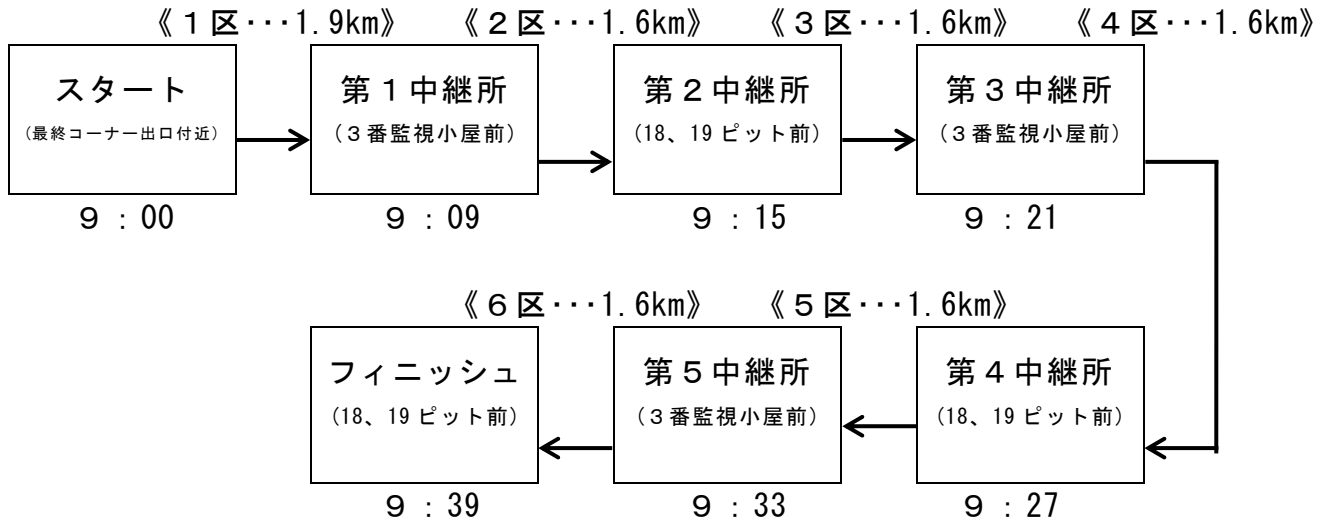 《１区･･･1.9km》 《２区･･･1.6km》 《３区･･･1.6km》 《４区･･･1.6km》
スタート 第１中継所 第２中継所 第３中継所
（最終コーナー出口付近） （３番監視小屋前） （18、19ピット前） （３番監視小屋前）
９：00 ９：09 ９：15 ９：21
《６区･･･1.6km》 《５区･･･1.6km》
フィニッシュ 第５中継所 第４中継所
（18、19ピット前） （３番監視小屋前） （18、19ピット前）
９：39 ９：33 ９：27